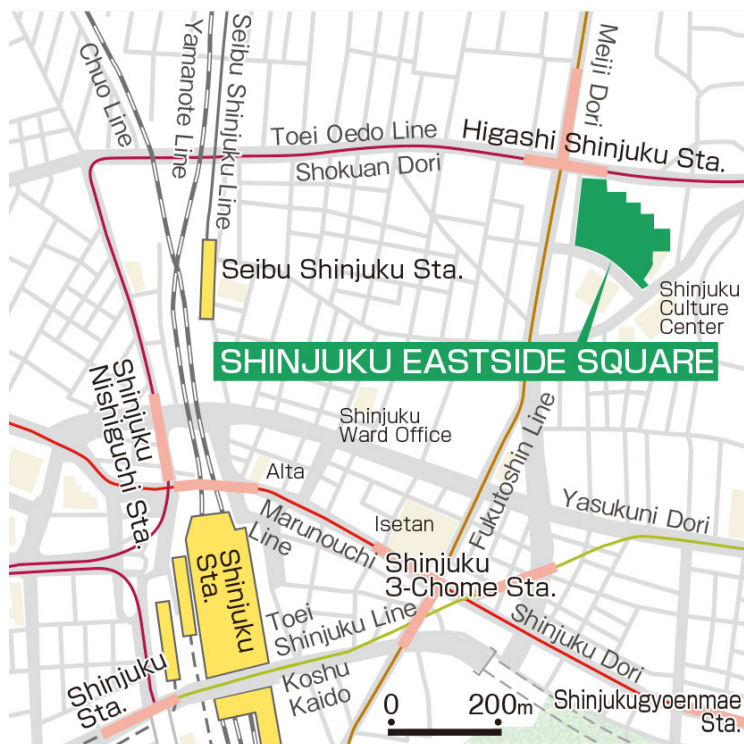 Chuo Line
Yamanote Line
Seibu Shinjuku Line
Meiji Dori
Toei Oedo Line
Higashi Shinjuku Sta.
Shokuan Dori
Seibu Shinjuku Sta.
Shinjuku
Culture
Center
SHINJUKU EASTSIDE SQUARE
Shinjuku
Nishiguchi Sta.
Shinjuku
Ward Office
Fukutoshin Line
Alta
Yasukuni Dori
Isetan
Marunouchi
Line
Shinjuku
Sta.
Shinjuku
3-Chome Sta.
Toei
Shinjuku Line
Shinjuku Dori
Shinjuku
Sta.
Koshu
Kaido
0 200m
Shinjukugyoenmae
Sta.